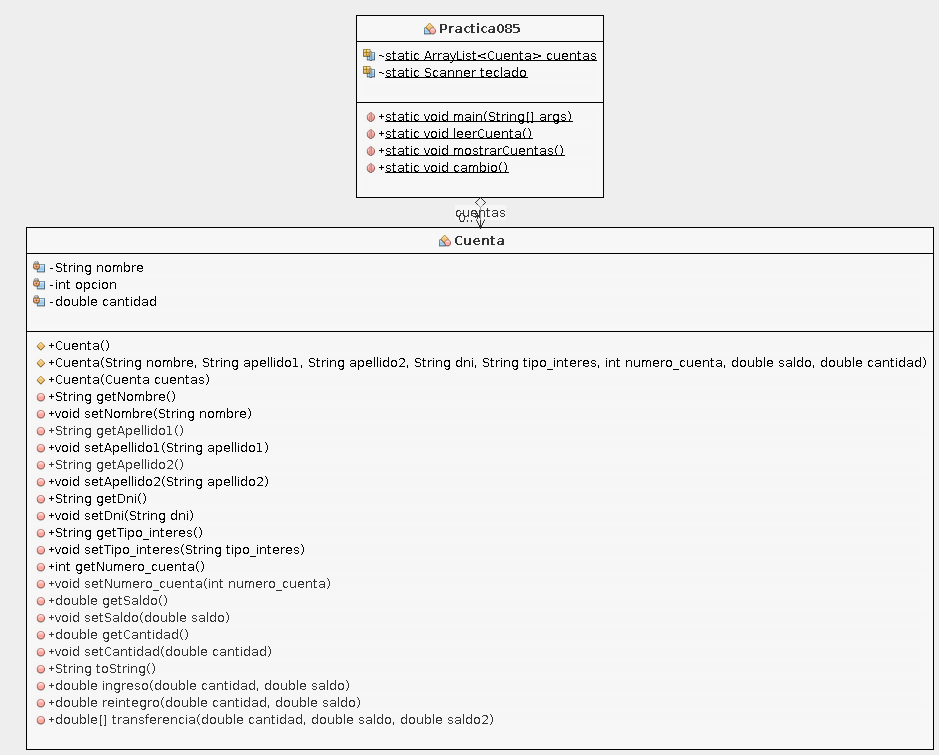 Practica085
~static ArrayList<Cuenta> cuentas
~static Scanner teclado
+static void main(String[] args)
+static void leerCuenta()
+static void mostrarCuentas()
+static void cambio()
cuentas
0..*
Cuenta
-String nombre
-int opcion
-double cantidad
+Cuenta()
+Cuenta(String nombre, String apellido1, String apellido2, String dni, String tipo_interes, int numero_cuenta, double saldo, double cantidad)
+Cuenta(Cuenta cuentas)
+String getNombre()
+void setNombre(String nombre)
+String getApellido1()
+void setApellido1(String apellido1)
+String getApellido2()
+void setApellido2(String apellido2)
+String getDni()
+void setDni(String dni)
+String getTipo_interes()
+void setTipo_interes(String tipo_interes)
+int getNumero_cuenta()
+void setNumero_cuenta(int numero_cuenta)
+double getSaldo()
+void setSaldo(double saldo)
+double getCantidad()
+void setCantidad(double cantidad)
+String toString()
+double ingreso(double cantidad, double saldo)
+double reintegro(double cantidad, double saldo)
+double[] transferencia(double cantidad, double saldo, double saldo2)